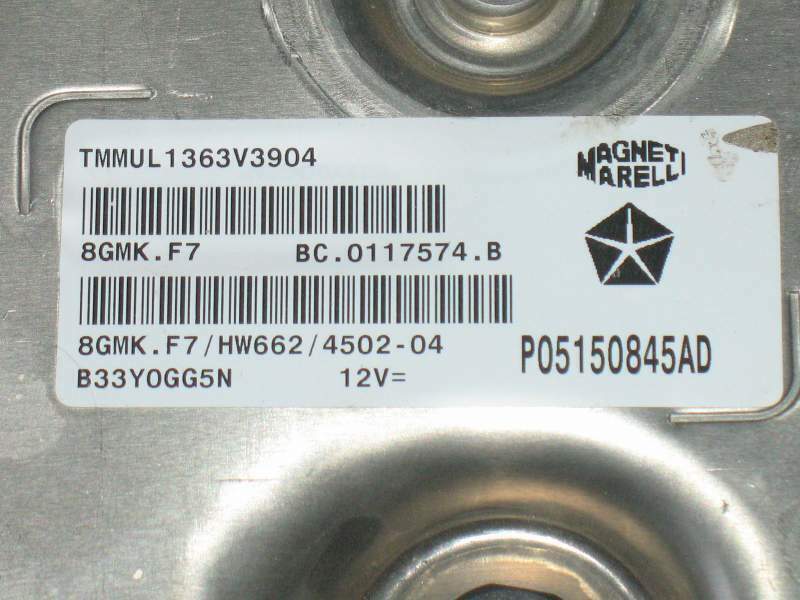 TMMUL1363V3904
MAGNETI
MARELLI
8GMK.F7 BC.0117574.B
8GMK.F7/HW662/4502-04
P05150845AD
B33Y0GG5N 12V=